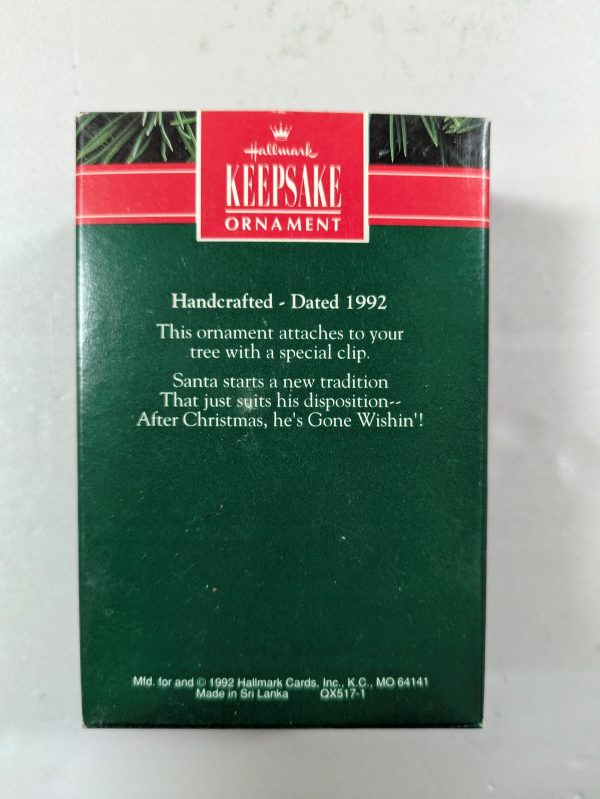 Hallmark
KEEPSAKE
ORNAMENT
Handcrafted - Dated 1992
This ornament attaches to your
tree with a special clip.
Santa starts a new tradition
That just suits his disposition--
After Christmas, he's Gone Wishin'!
Mfd. for and © 1992 Hallmark Cards, Inc., K.C., MO 64141
Made in Sri Lanka QX517-1